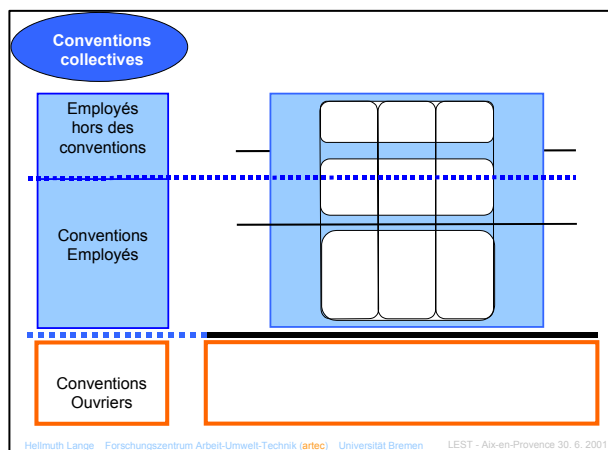 Conventions
collectives
Employés
hors des
conventions
Conventions
Employés
Conventions
Ouvriers
Hellmuth Lange Forschungszentrum Arbeit-Umwelt-Technik (artec) Universität Bremen LEST - Aix-en-Provence 30. 6. 2001